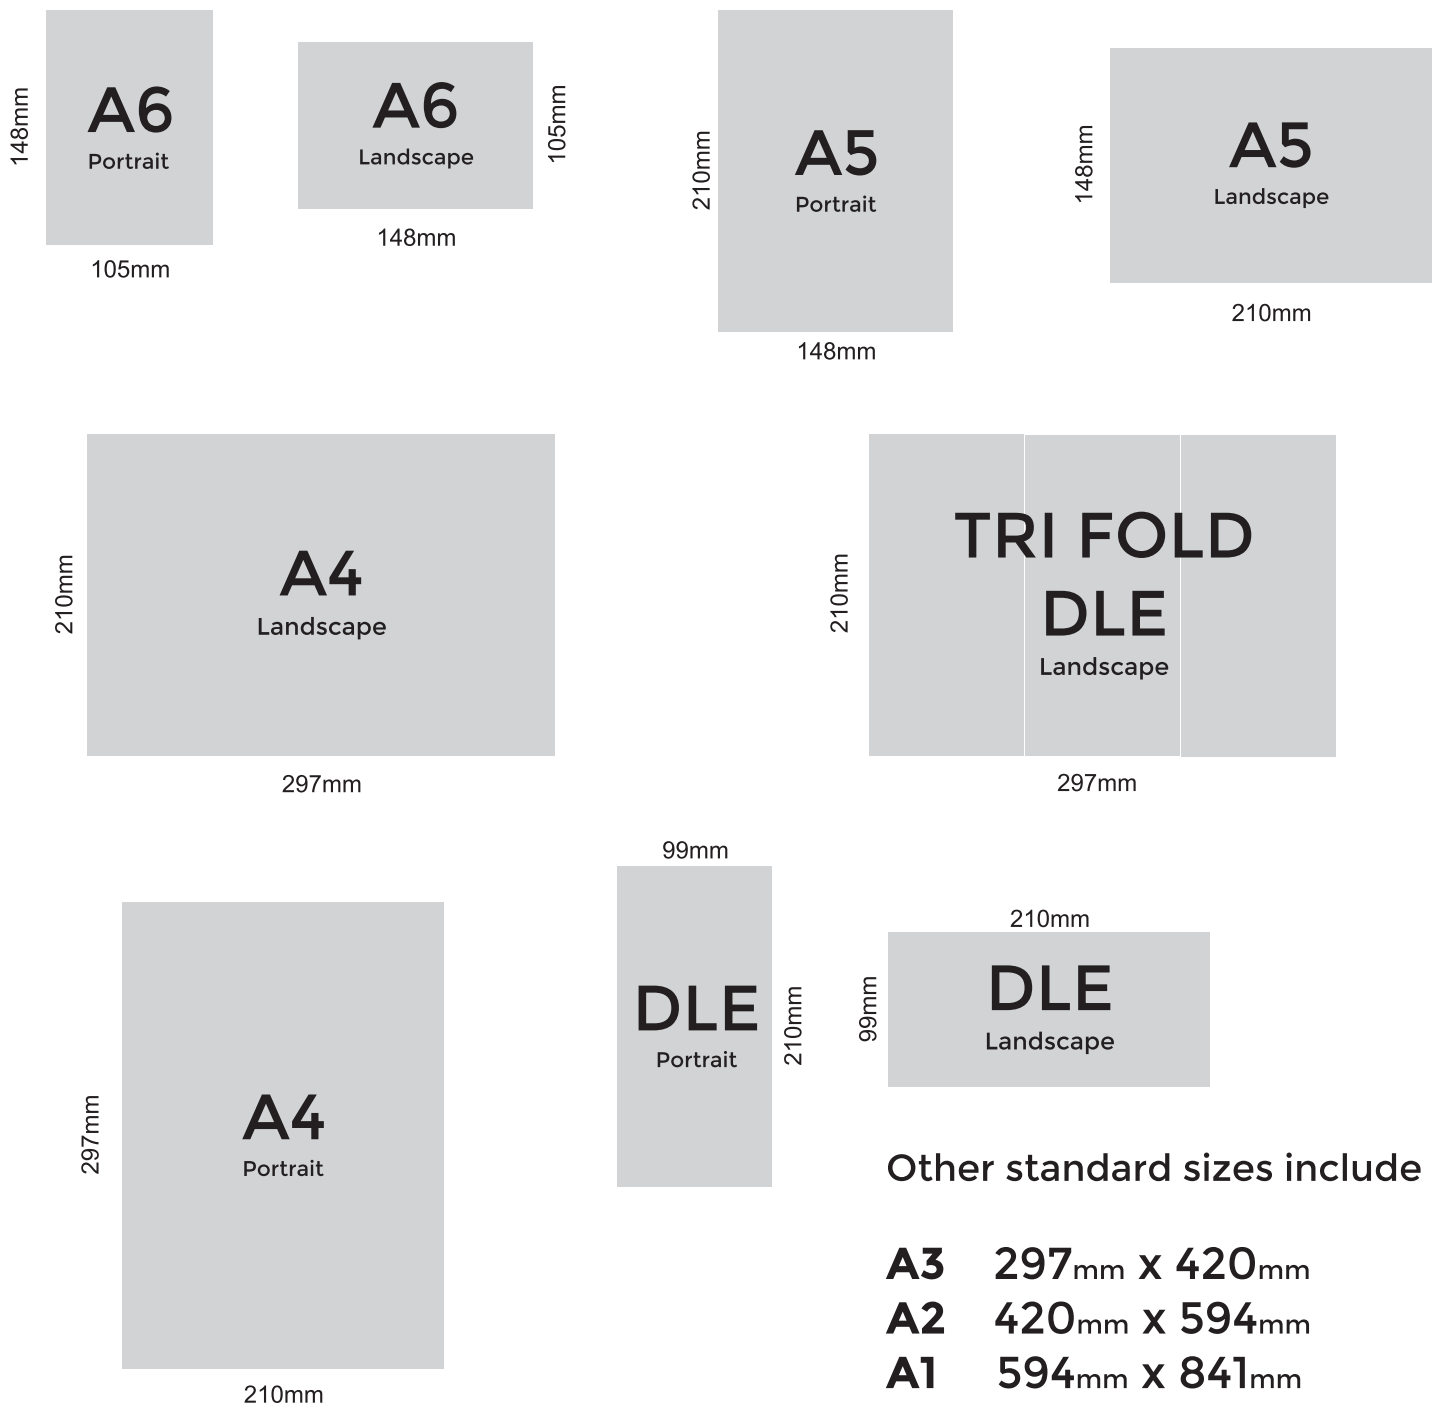 148mm
A6
Portrait
105mm
A6
Landscape
105mm
148mm
210mm
A5
Portrait
148mm
148mm
A5
Landscape
210mm
210mm
A4
Landscape
297mm
210mm
TRI FOLD
DLE
Landscape
297mm
297mm
A4
Portrait
210mm
99mm
DLE
Portrait
210mm
210mm
99mm
DLE
Landscape
Other standard sizes include
A3 297mm x 420mm
A2 420mm x 594mm
A1 594mm x 841mm